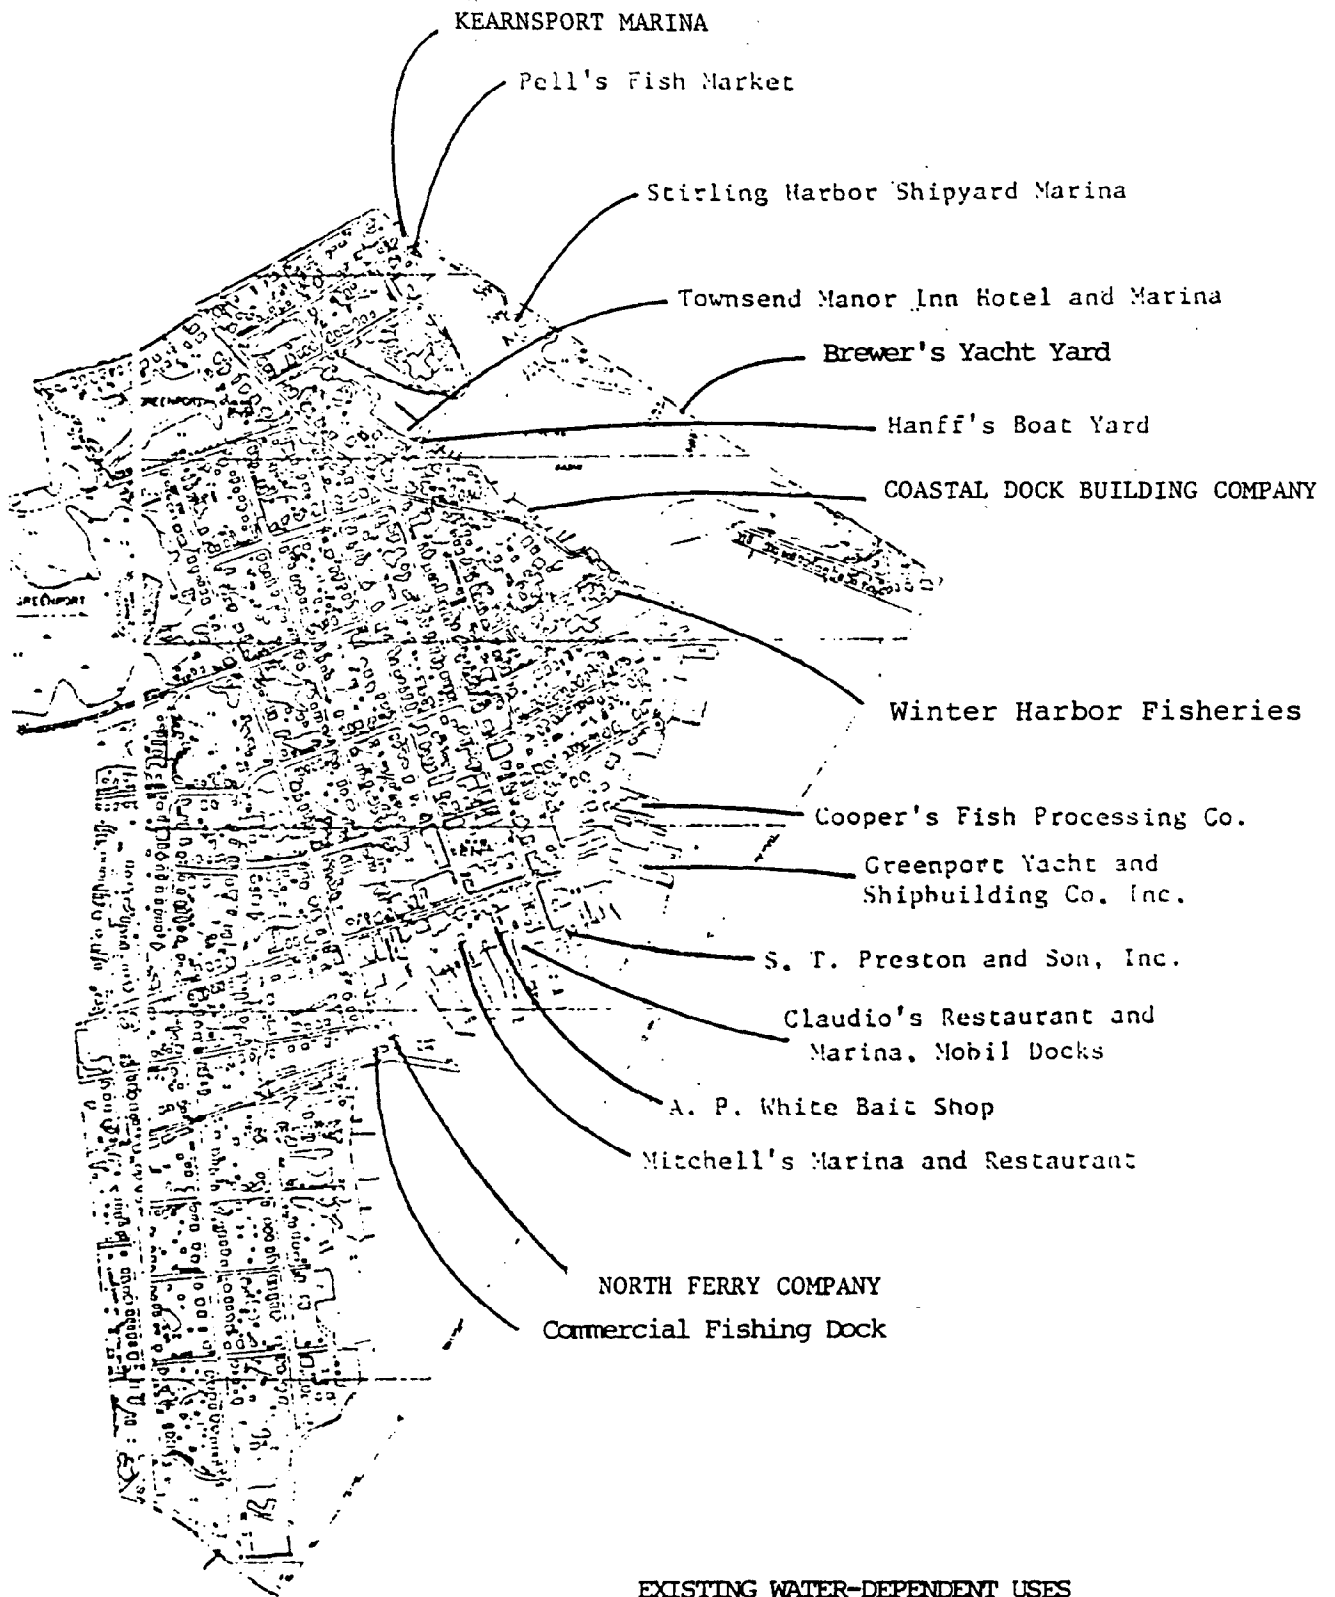 KEARNSPORT MARINA
Pell's Fish Market
Stirling Harbor Shipyard Marina
Townsend Manor Inn Hotel and Marina
Brewer's Yacht Yard
GREENPORT
Hanff's Boat Yard
BASIN
COASTAL DOCK BUILDING COMPANY
GREENPORT
Winter Harbor Fisheries
Cooper's Fish Processing Co.
Greenport Yacht and
Shipbuilding Co. Inc.
S. T. Preston and Son, Inc.
Claudio's Restaurant and
Marina, Mobil Docks
A. P. White Bait Shop
Mitchell's Marina and Restaurant
NORTH FERRY COMPANY
Commercial Fishing Dock
EXISTING WATER-DEPENDENT USES